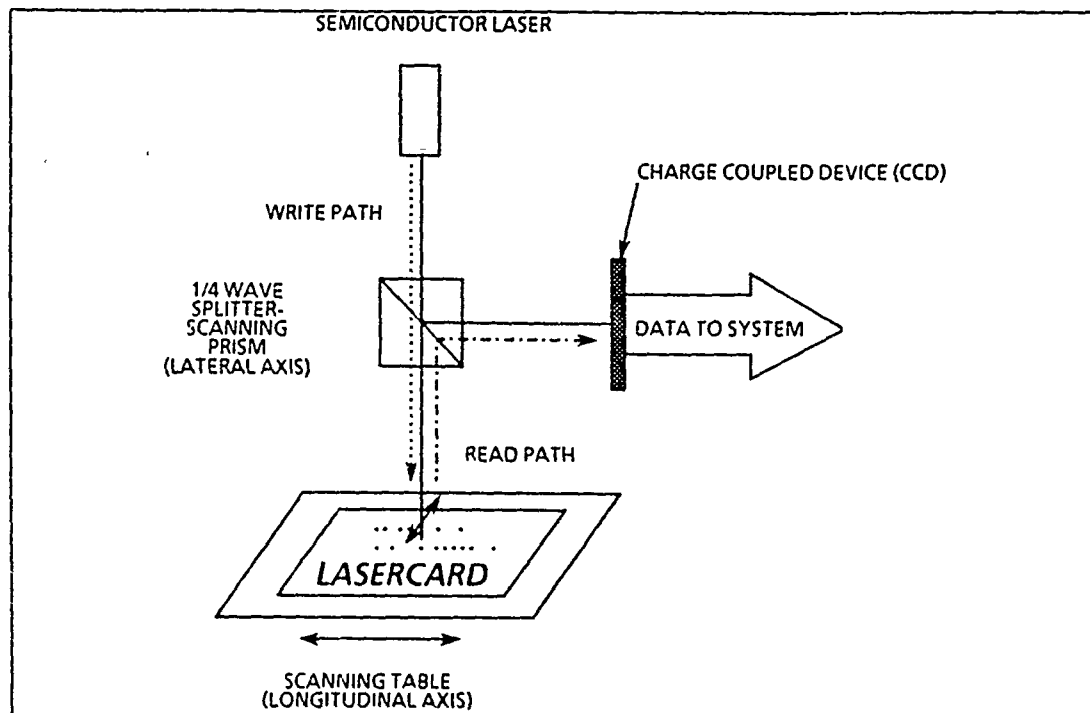 SEMICONDUCTOR LASER
CHARGE COUPLED DEVICE (CCD)
WRITE PATH
1/4 WAVE
SPLITTER-
SCANNING
PRISM
(LATERAL AXIS)
DATA TO SYSTEM
READ PATH
LASERCARD
SCANNING TABLE
(LONGITUDINAL AXIS)